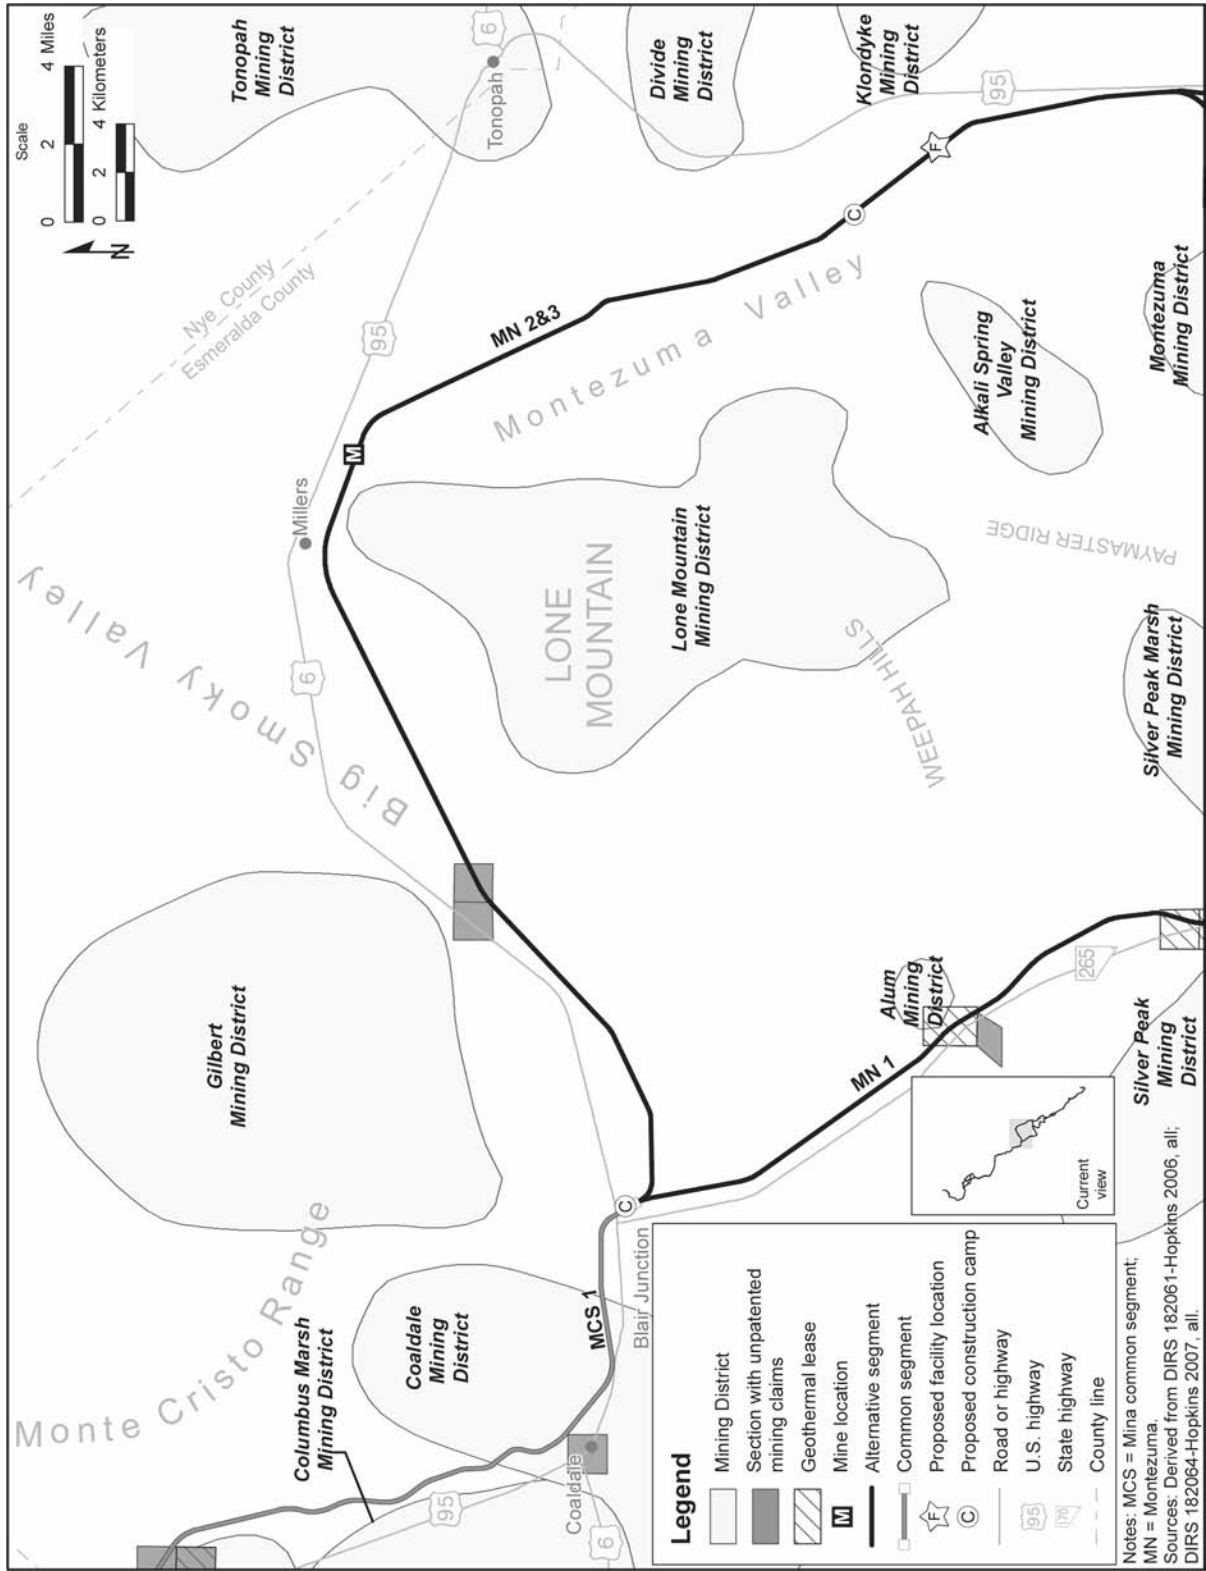 Scale
0 2 4 Miles
0 2 4 Kilometers
N
Tonopah
Mining
District
Nye County
Esmeralda County
6
Tonopah
95
Divide
Mining
District
Klondyke
Mining
District
95
Big Smoky Valley
Millers
M
MN 2&3
Montezuma Valley
C
F
6
LONE
MOUNTAIN
Lone Mountain
Mining District
WEEPAH HILLS
PAYMASTER RIDGE
Alkali Spring
Valley
Mining District
Montezuma
Mining District
Silver Peak Marsh
Mining District
Gilbert
Mining District
Monte Cristo Range
Columbus Marsh
Mining District
Coaldale
Mining
District
MCS 1
C
Blair Junction
Coaldale
95
6
MN 1
Alum
Mining
District
265
Silver Peak
Mining
District
Current
view
Legend
Mining District
Section with unpatented
mining claims
Geothermal lease
M Mine location
Alternative segment
Common segment
F Proposed facility location
C Proposed construction camp
Road or highway
95 U.S. highway
170 State highway
County line
Notes: MCS = Mina common segment;
MN = Montezuma.
Sources: Derived from DIRS 182061-Hopkins 2006, all;
DIRS 182064-Hopkins 2007, all.